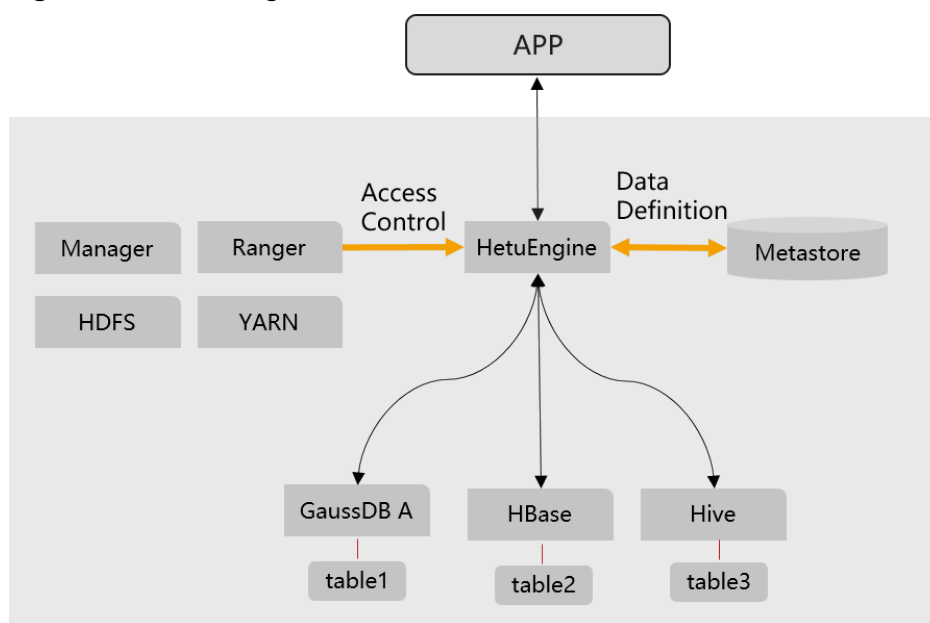 APP
Access
Control
Data
Definition
Manager
Ranger
HetuEngine
Metastore
HDFS
YARN
GaussDB A
HBase
Hive
table1
table2
table3